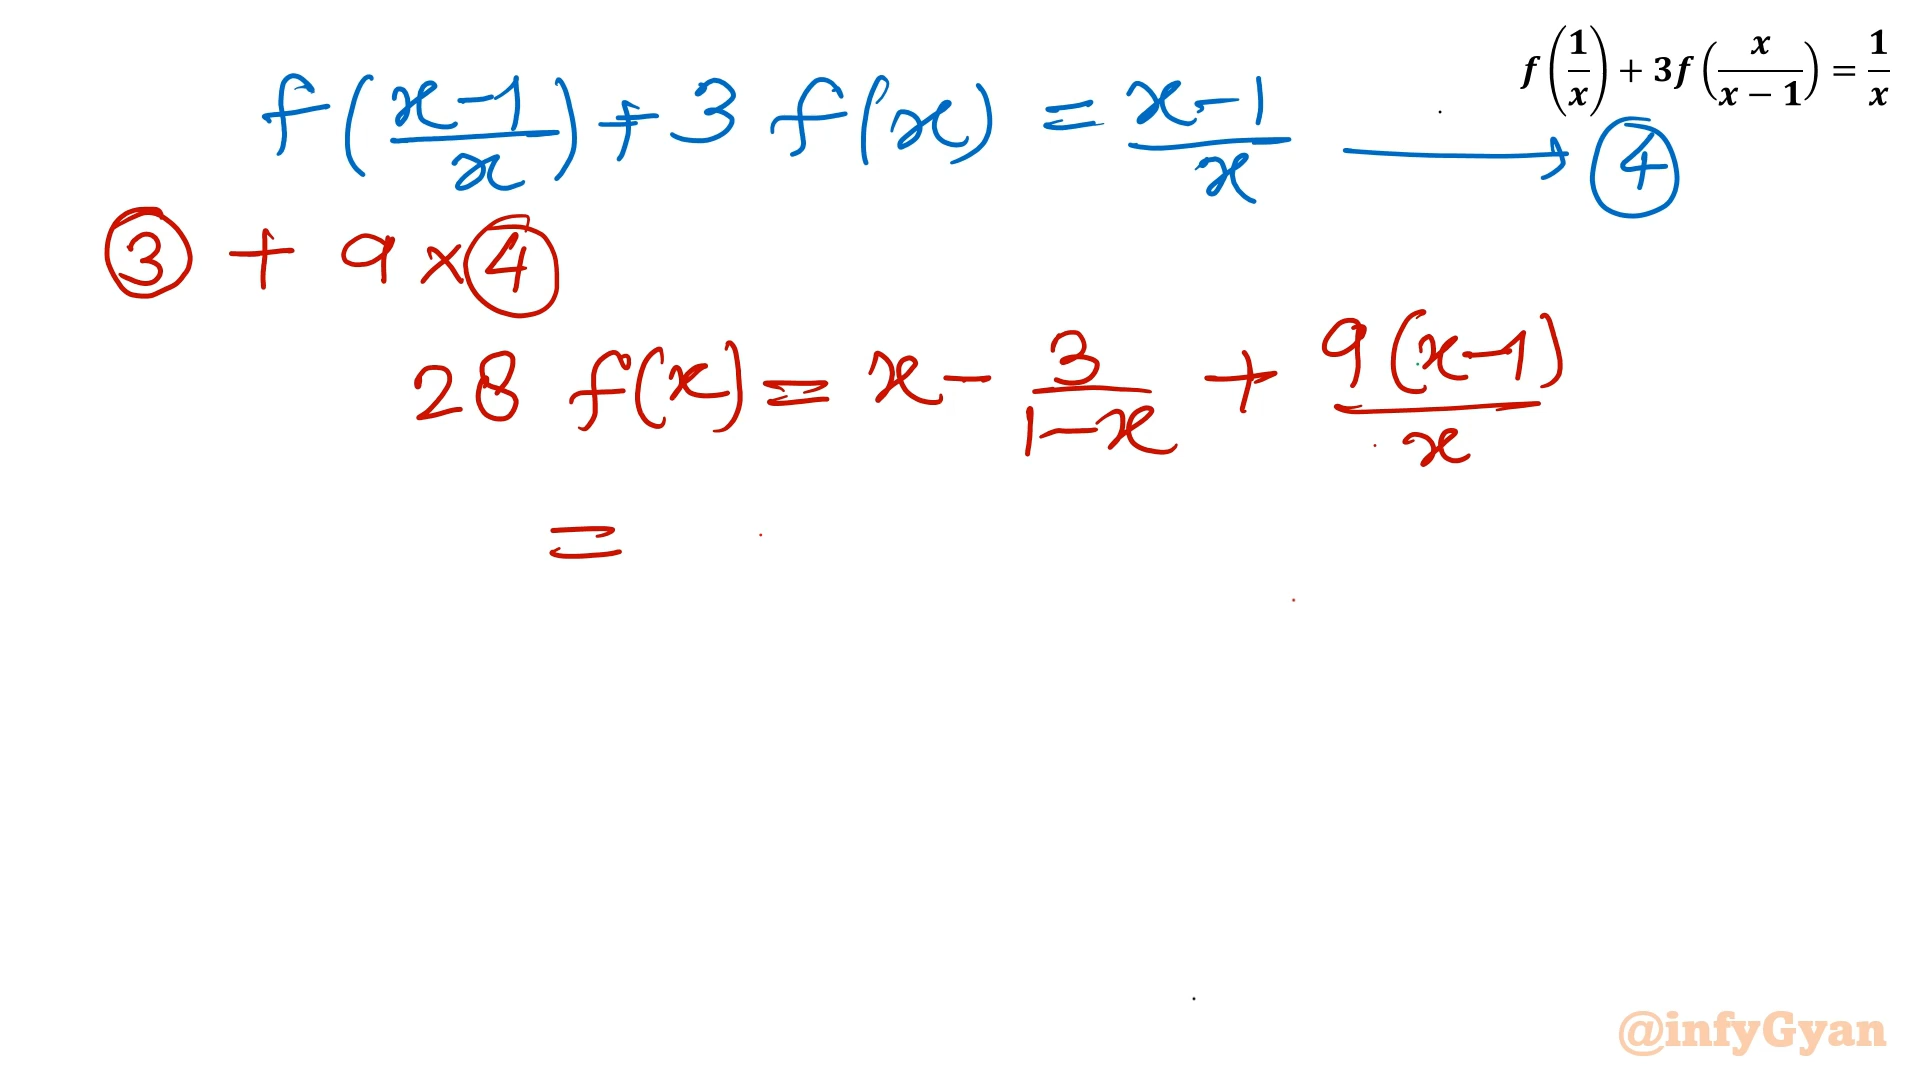 f(1/x) + 3f(x/(x − 1)) = 1/x
f((x-1)/x) + 3 f(x) = (x-1)/x ⟶ ④
③ + 9 × ④
28 f(x) = x - 3/(1-x) + 9(x-1)/x
=
@infyGyan